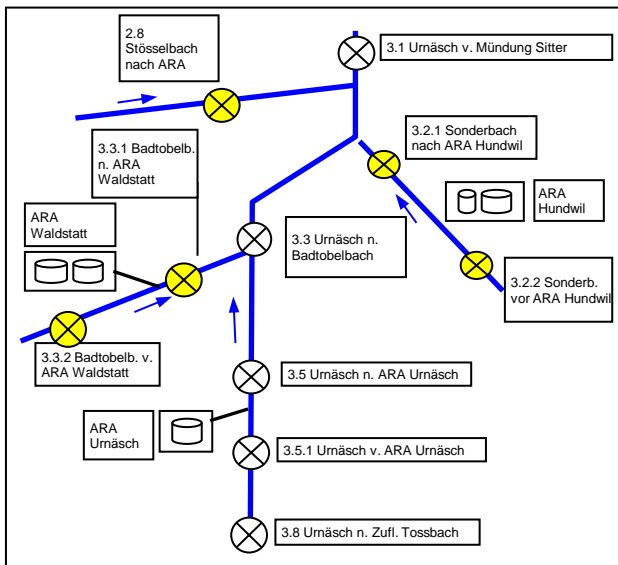 2.8
Stösselbach
nach ARA
3.1 Urnäsch v. Mündung Sitter
3.3.1 Badtobelb.
n. ARA
Waldstatt
3.2.1 Sonderbach
nach ARA Hundwil
ARA
Hundwil
ARA
Waldstatt
3.3 Urnäsch n.
Badtobelbach
3.2.2 Sonderb.
vor ARA Hundwil
3.3.2 Badtobelb. v.
ARA Waldstatt
3.5 Urnäsch n. ARA Urnäsch
ARA
Urnäsch
3.5.1 Urnäsch v. ARA Urnäsch
3.8 Urnäsch n. Zufl. Tossbach